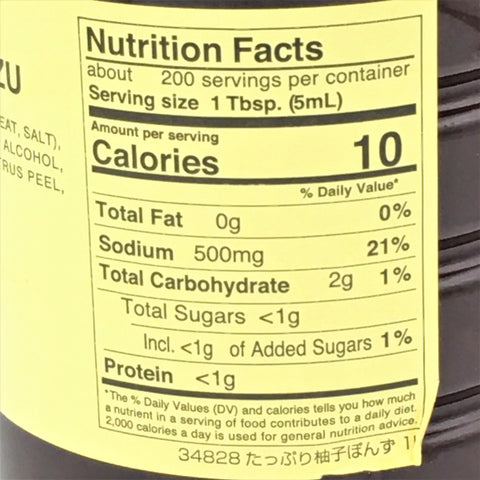 ZU
EAT, SALT),
ALCOHOL,
RUS PEEL,
Nutrition Facts
about 200 servings per container
Serving size 1 Tbsp. (5mL)
Amount per serving
Calories 10
% Daily Value*
Total Fat 0g 0%
Sodium 500mg 21%
Total Carbohydrate 2g 1%
Total Sugars <1g
Incl. <1g of Added Sugars 1%
Protein <1g
*The % Daily Values (DV) and calories tells you how much
a nutrient in a serving of food contributes to a daily diet.
2,000 calories a day is used for general nutrition advice.
34828 たっぷり柚子ぽんず